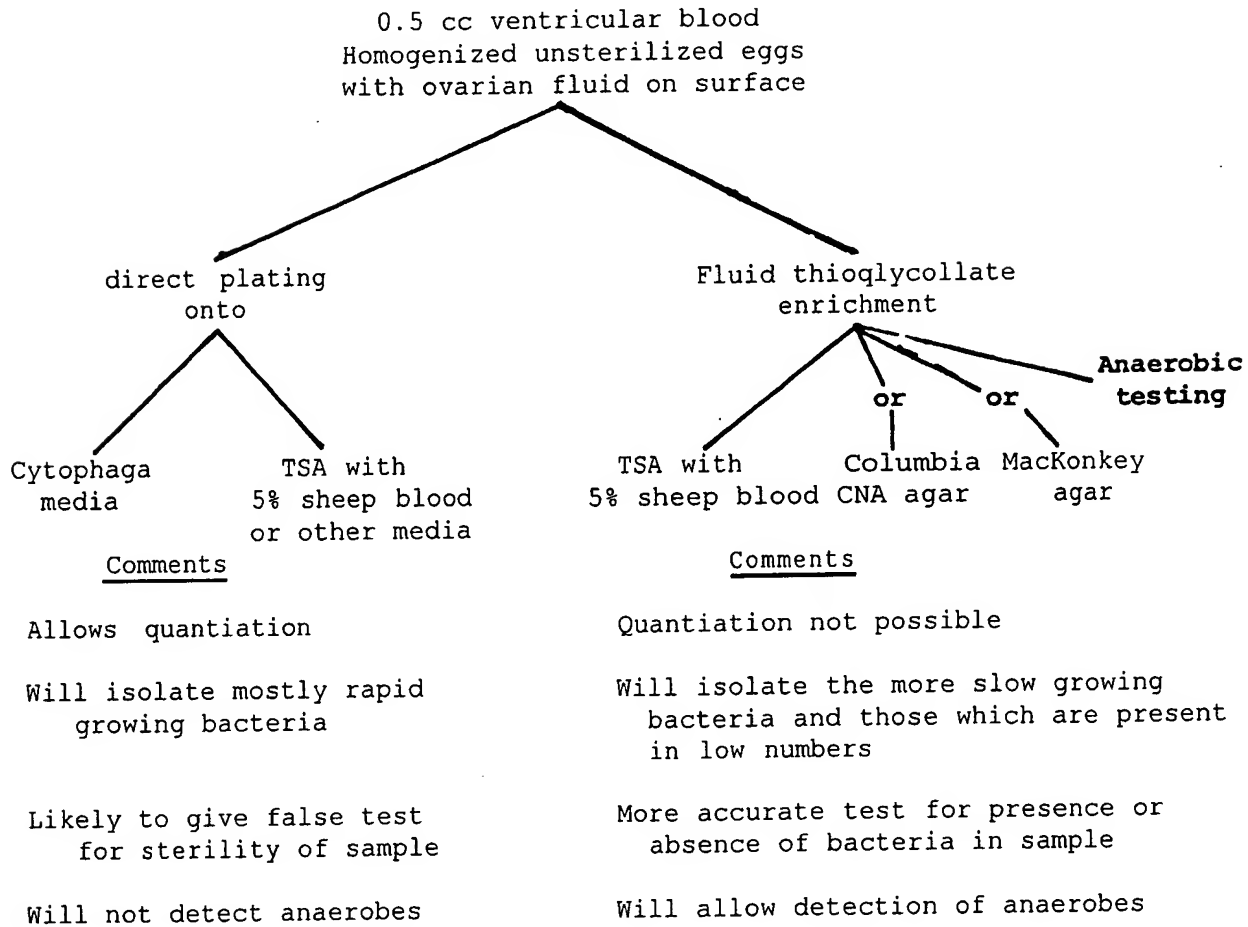 0.5 cc ventricular blood
Homogenized unsterilized eggs
with ovarian fluid on surface
direct plating
onto
Fluid thioqlycollate
enrichment
Cytophaga
media
TSA with
5% sheep blood
or other media
TSA with
5% sheep blood
or
Columbia
CNA agar
or
MacKonkey
agar
Anaerobic
testing
Comments
Allows quantiation
Will isolate mostly rapid
growing bacteria
Likely to give false test
for sterility of sample
Will not detect anaerobes
Comments
Quantiation not possible
Will isolate the more slow growing
bacteria and those which are present
in low numbers
More accurate test for presence or
absence of bacteria in sample
Will allow detection of anaerobes